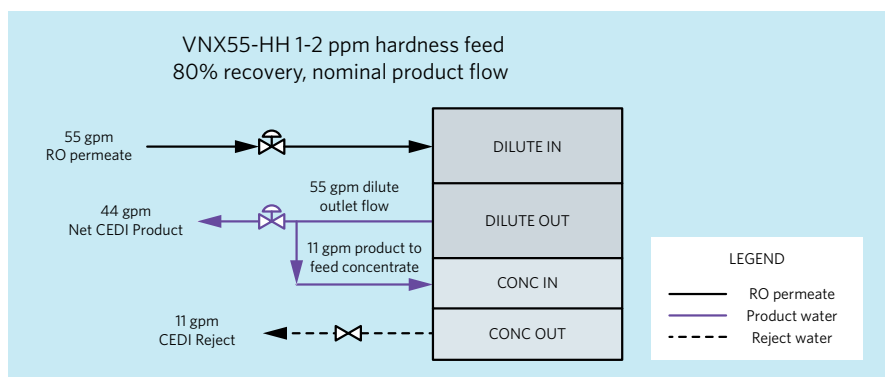 VNX55-HH 1-2 ppm hardness feed
80% recovery, nominal product flow
55 gpm
RO permeate
DILUTE IN
55 gpm dilute
outlet flow
44 gpm
Net CEDI Product
DILUTE OUT
11 gpm product to
feed concentrate
CONC IN
11 gpm
CEDI Reject
CONC OUT
LEGEND
RO permeate
Product water
Reject water